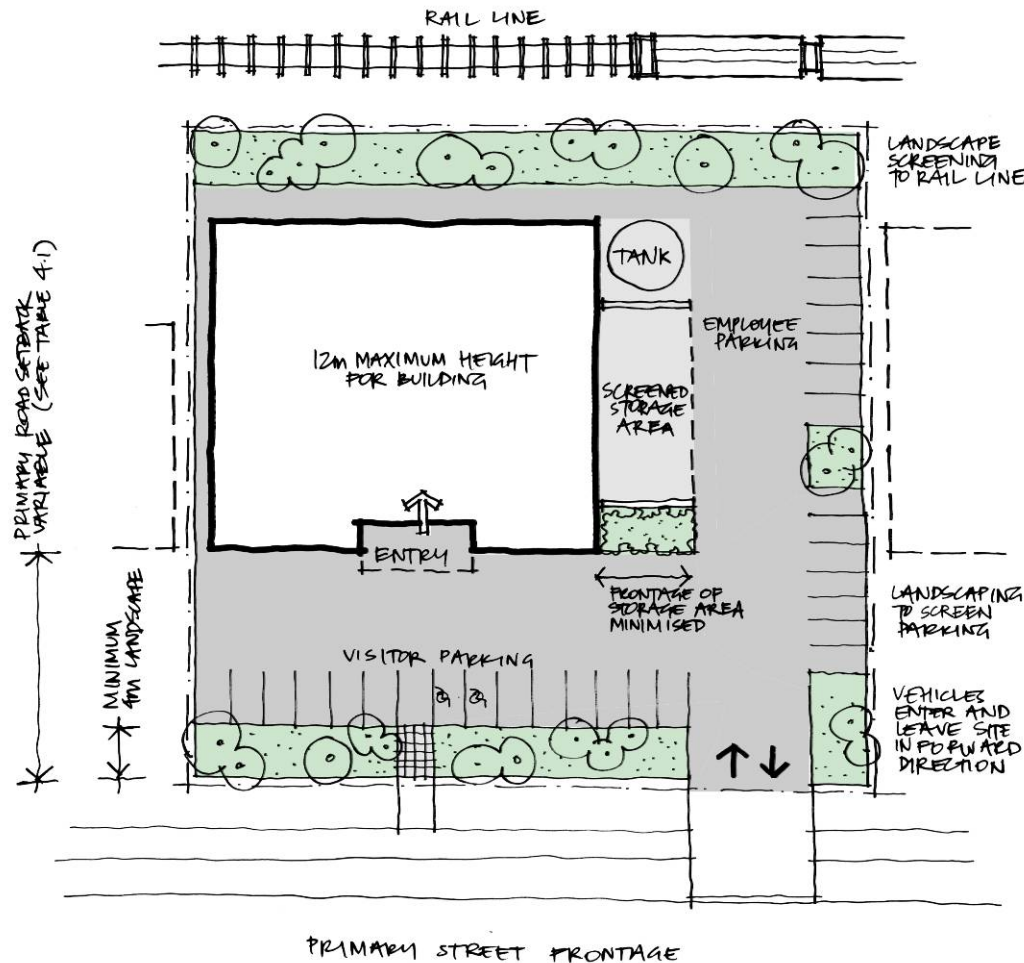 RAIL LINE
LANDSCAPE
SCREENING
TO RAIL LINE
TANK
PRIMARY ROAD SETBACK
VARIABLE (SEE TABLE 4.1)
12m MAXIMUM HEIGHT
FOR BUILDING
EMPLOYEE
PARKING
SCREENED
STORAGE
AREA
ENTRY
MINIMUM
4m LANDSCAPE
FRONTAGE OF
STORAGE AREA
MINIMISED
LANDSCAPING
TO SCREEN
PARKING
VISITOR PARKING
VEHICLES
ENTER AND
LEAVE SITE
IN FORWARD
DIRECTION
PRIMARY STREET FRONTAGE